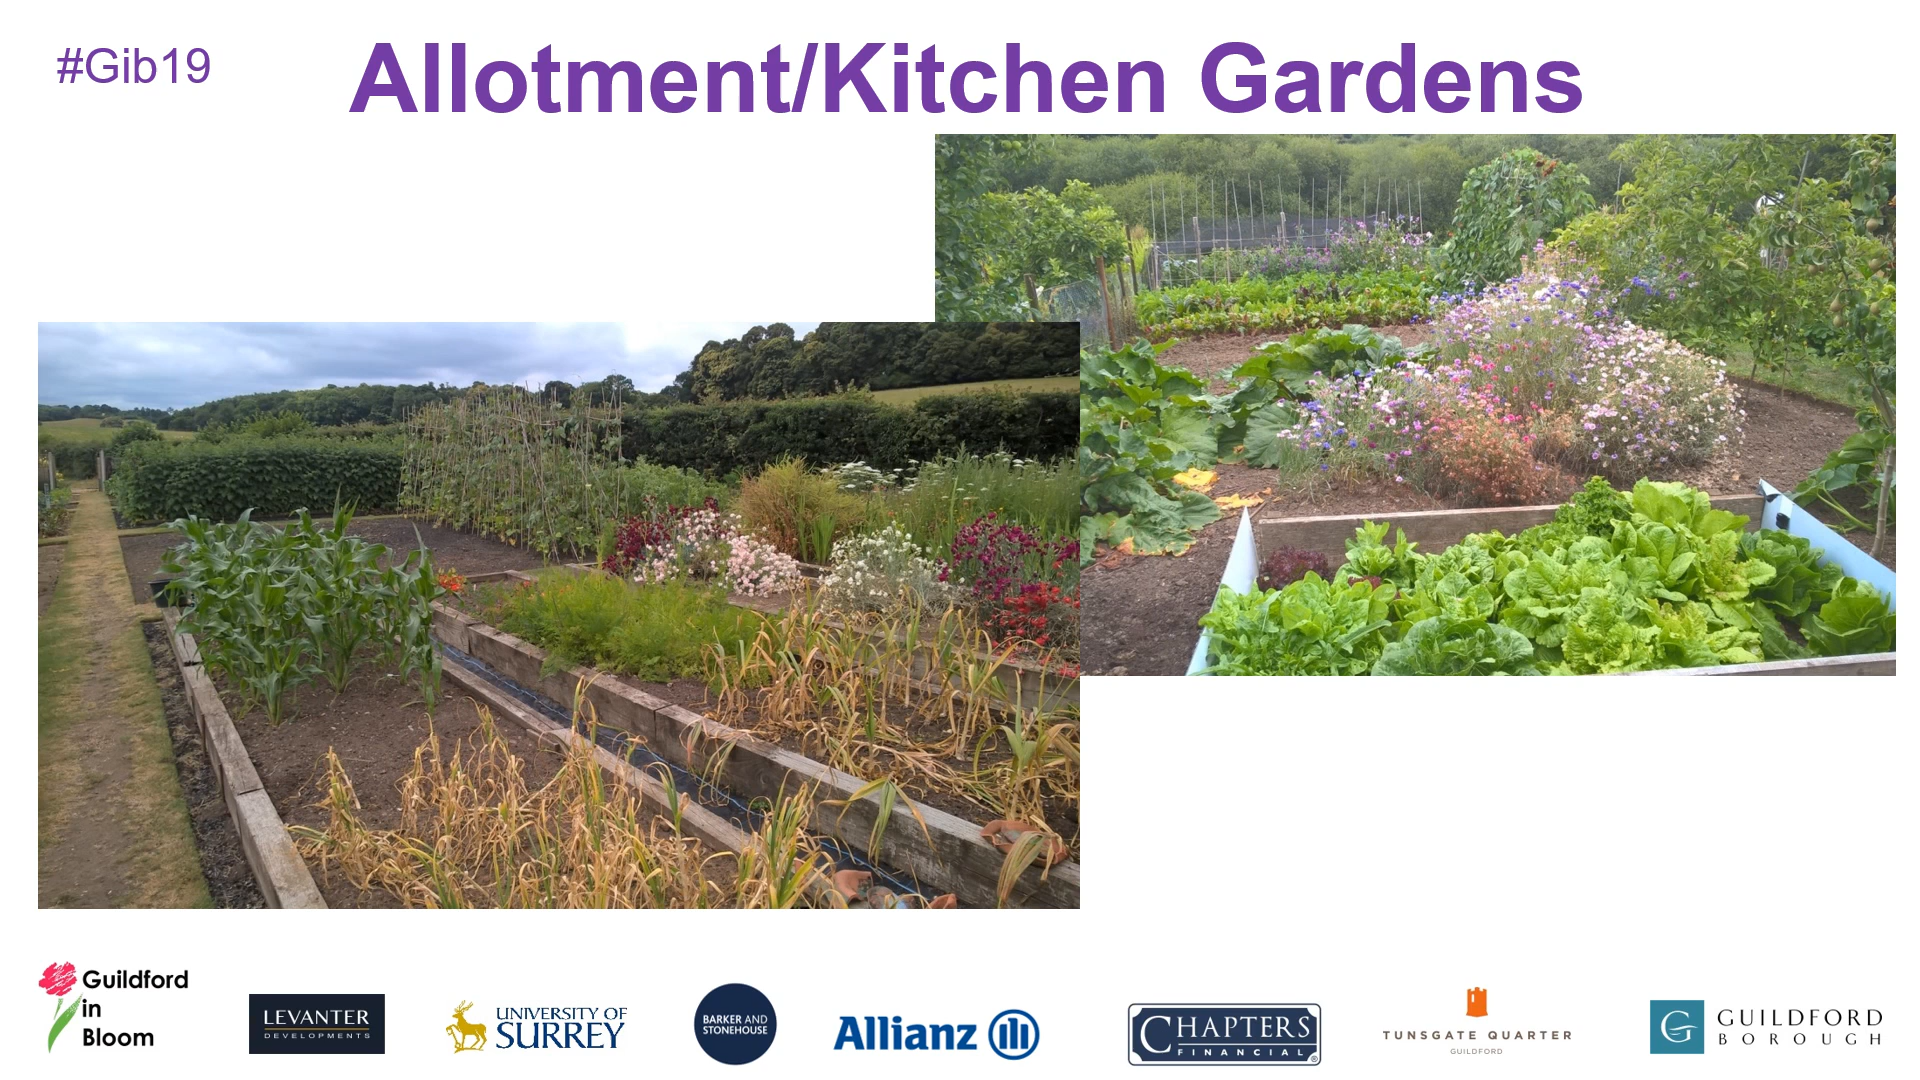 #Gib19
Allotment/Kitchen Gardens
Guildford
in
Bloom
LEVANTER
DEVELOPMENTS
UNIVERSITY OF
SURREY
BARKER AND
STONEHOUSE
Allianz
CHAPTERS
FINANCIAL®
TUNSGATE QUARTER
GUILDFORD
G
GUILDFORD
BOROUGH